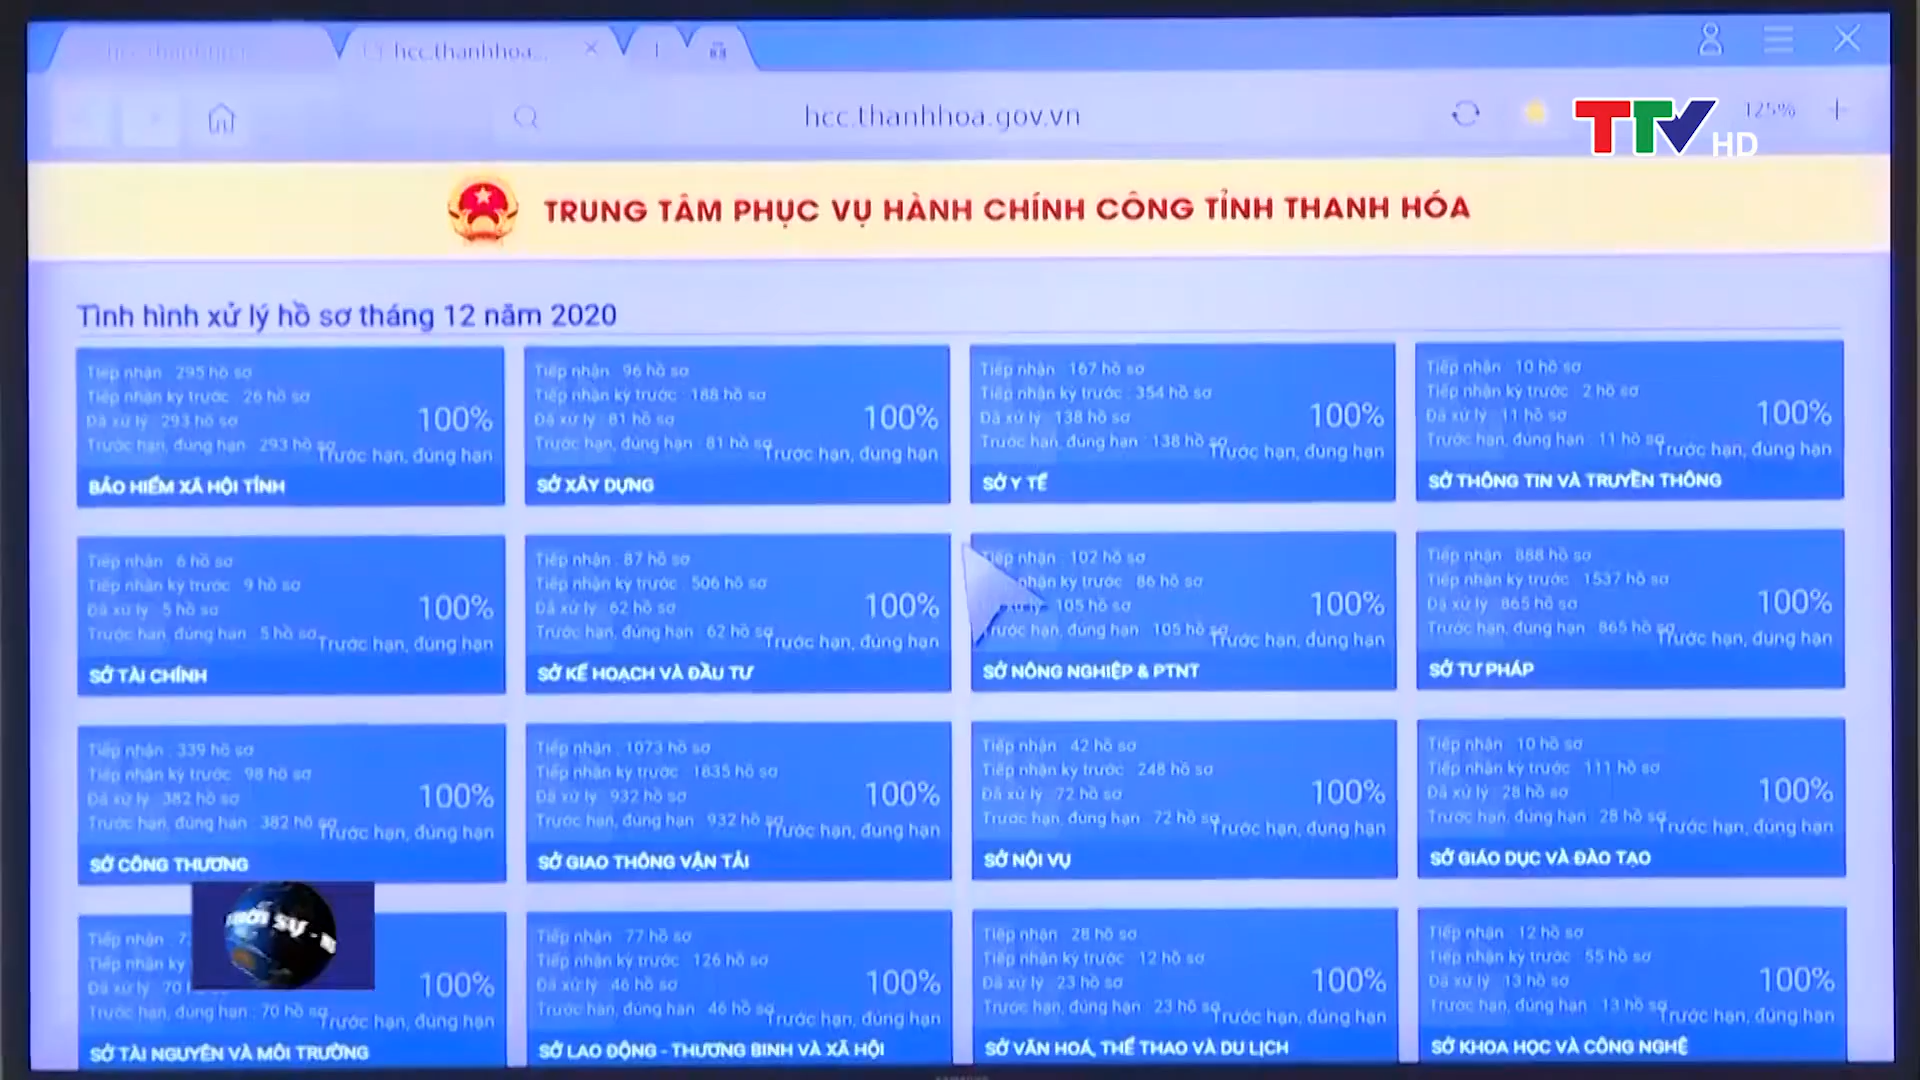 hcc.thanhhoa...
hcc.thanhhoa.gov.vn
125%
TTV HD
TRUNG TÂM PHỤC VỤ HÀNH CHÍNH CÔNG TỈNH THANH HÓA
Tình hình xử lý hồ sơ tháng 12 năm 2020
Tiếp nhận : 295 hồ sơ
Tiếp nhận kỳ trước : 26 hồ sơ
Đã xử lý : 293 hồ sơ
Trước hạn, đúng hạn : 293 hồ sơ
100%
Trước hạn, đúng hạn
BẢO HIỂM XÃ HỘI TỈNH
Tiếp nhận : 96 hồ sơ
Tiếp nhận kỳ trước : 188 hồ sơ
Đã xử lý : 81 hồ sơ
Trước hạn, đúng hạn : 81 hồ sơ
100%
Trước hạn, đúng hạn
SỞ XÂY DỰNG
Tiếp nhận : 167 hồ sơ
Tiếp nhận kỳ trước : 354 hồ sơ
Đã xử lý : 138 hồ sơ
Trước hạn, đúng hạn : 138 hồ sơ
100%
Trước hạn, đúng hạn
SỞ Y TẾ
Tiếp nhận : 10 hồ sơ
Tiếp nhận kỳ trước : 2 hồ sơ
Đã xử lý : 11 hồ sơ
Trước hạn, đúng hạn : 11 hồ sơ
100%
Trước hạn, đúng hạn
SỞ THÔNG TIN VÀ TRUYỀN THÔNG
Tiếp nhận : 6 hồ sơ
Tiếp nhận kỳ trước : 9 hồ sơ
Đã xử lý : 5 hồ sơ
Trước hạn, đúng hạn : 5 hồ sơ
100%
Trước hạn, đúng hạn
SỞ TÀI CHÍNH
Tiếp nhận : 87 hồ sơ
Tiếp nhận kỳ trước : 506 hồ sơ
Đã xử lý : 62 hồ sơ
Trước hạn, đúng hạn : 62 hồ sơ
100%
Trước hạn, đúng hạn
SỞ KẾ HOẠCH VÀ ĐẦU TƯ
Tiếp nhận : 102 hồ sơ
nhận kỳ trước : 86 hồ sơ
xử lý : 105 hồ sơ
Trước hạn, đúng hạn : 105 hồ sơ
100%
Trước hạn, đúng hạn
SỞ NÔNG NGHIỆP & PTNT
Tiếp nhận : 888 hồ sơ
Tiếp nhận kỳ trước : 1537 hồ sơ
Đã xử lý : 865 hồ sơ
Trước hạn, đúng hạn : 865 hồ sơ
100%
Trước hạn, đúng hạn
SỞ TƯ PHÁP
Tiếp nhận : 339 hồ sơ
Tiếp nhận kỳ trước : 98 hồ sơ
Đã xử lý : 382 hồ sơ
Trước hạn, đúng hạn : 382 hồ sơ
100%
Trước hạn, đúng hạn
SỞ CÔNG THƯƠNG
Tiếp nhận : 1073 hồ sơ
Tiếp nhận kỳ trước : 1835 hồ sơ
Đã xử lý : 932 hồ sơ
Trước hạn, đúng hạn : 932 hồ sơ
100%
Trước hạn, đúng hạn
SỞ GIAO THÔNG VẬN TẢI
Tiếp nhận : 42 hồ sơ
Tiếp nhận kỳ trước : 248 hồ sơ
Đã xử lý : 72 hồ sơ
Trước hạn, đúng hạn : 72 hồ sơ
100%
Trước hạn, đúng hạn
SỞ NỘI VỤ
Tiếp nhận : 10 hồ sơ
Tiếp nhận kỳ trước : 111 hồ sơ
Đã xử lý : 28 hồ sơ
Trước hạn, đúng hạn : 28 hồ sơ
100%
Trước hạn, đúng hạn
SỞ GIÁO DỤC VÀ ĐÀO TẠO
Tiếp nhận : 7
Tiếp nhận kỳ
Đã xử lý : 70
Trước hạn, đúng hạn : 70 hồ sơ
100%
Trước hạn, đúng hạn
SỞ TÀI NGUYÊN VÀ MÔI TRƯỜNG
Tiếp nhận : 77 hồ sơ
Tiếp nhận kỳ trước : 126 hồ sơ
Đã xử lý : 46 hồ sơ
Trước hạn, đúng hạn : 46 hồ sơ
100%
Trước hạn, đúng hạn
SỞ LAO ĐỘNG - THƯƠNG BINH VÀ XÃ HỘI
Tiếp nhận : 28 hồ sơ
Tiếp nhận kỳ trước : 12 hồ sơ
Đã xử lý : 23 hồ sơ
Trước hạn, đúng hạn : 23 hồ sơ
100%
Trước hạn, đúng hạn
SỞ VĂN HOÁ, THỂ THAO VÀ DU LỊCH
Tiếp nhận : 12 hồ sơ
Tiếp nhận kỳ trước : 55 hồ sơ
Đã xử lý : 13 hồ sơ
Trước hạn, đúng hạn : 13 hồ sơ
100%
Trước hạn, đúng hạn
SỞ KHOA HỌC VÀ CÔNG NGHỆ
SỰ -